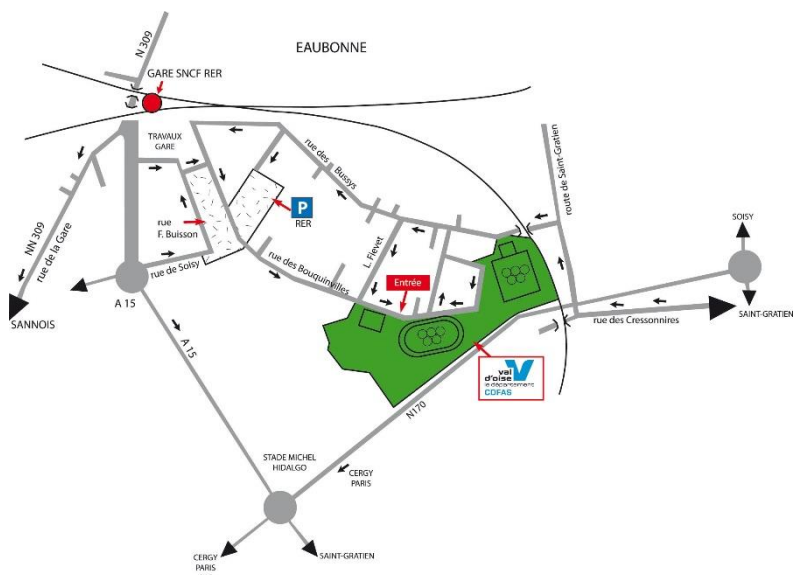 N 309
EAUBONNE
GARE SNCF RER
TRAVAUX
GARE
rue des Bussys
route de Saint-Gratien
P
RER
rue
F. Buisson
NN 309
rue de la Gare
rue de Soisy
rue des Bouquinvilles
L. Flevet
Entrée
SOISY
SAINT-GRATIEN
rue des Cressonnires
A 15
SANNOIS
A 15
val
d'oise
le département
CDFAS
N170
STADE MICHEL
HIDALGO
CERGY
PARIS
CERGY
PARIS
SAINT-GRATIEN